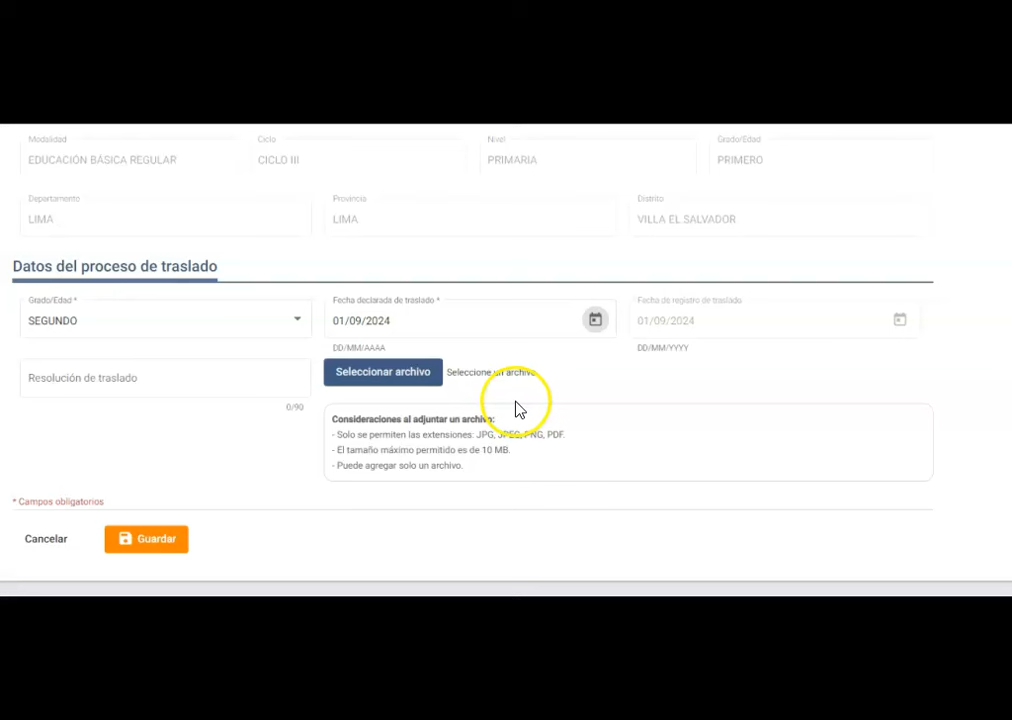 Modalidad Ciclo Nivel Grado/Edad
EDUCACIÓN BÁSICA REGULAR CICLO III PRIMARIA PRIMERO
Departamento Provincia Distrito
LIMA LIMA VILLA EL SALVADOR
Datos del proceso de traslado
Grado/Edad * Fecha declarada de traslado * Fecha de registro de traslado
SEGUNDO 01/09/2024 01/09/2024
DD/MM/AAAA DD/MM/YYYY
Resolución de traslado Seleccionar archivo Seleccione un archivo
0/90
Consideraciones al adjuntar un archivo:
- Solo se permiten las extensiones: JPG, JPEG, PNG, PDF.
- El tamaño máximo permitido es de 10 MB.
- Puede agregar solo un archivo.
* Campos obligatorios
Cancelar Guardar